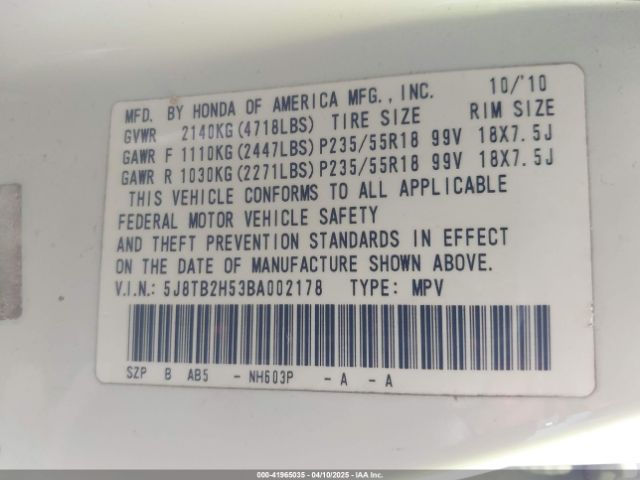 MFD. BY HONDA OF AMERICA MFG., INC. 10/'10
GVWR 2140KG(4718LBS) TIRE SIZE RIM SIZE
GAWR F 1110KG(2447LBS)P235/55R18 99V 18X7.5J
GAWR R 1030KG(2271LBS)P235/55R18 99V 18X7.5J
THIS VEHICLE CONFORMS TO ALL APPLICABLE
FEDERAL MOTOR VEHICLE SAFETY
AND THEFT PREVENTION STANDARDS IN EFFECT
ON THE DATE OF MANUFACTURE SHOWN ABOVE.
V.I.N.: 5J8TB2H53BA002178 TYPE: MPV
SZP B AB5 - NH603P - A - A
000-41965035 - 04/10/2025 - IAA Inc.